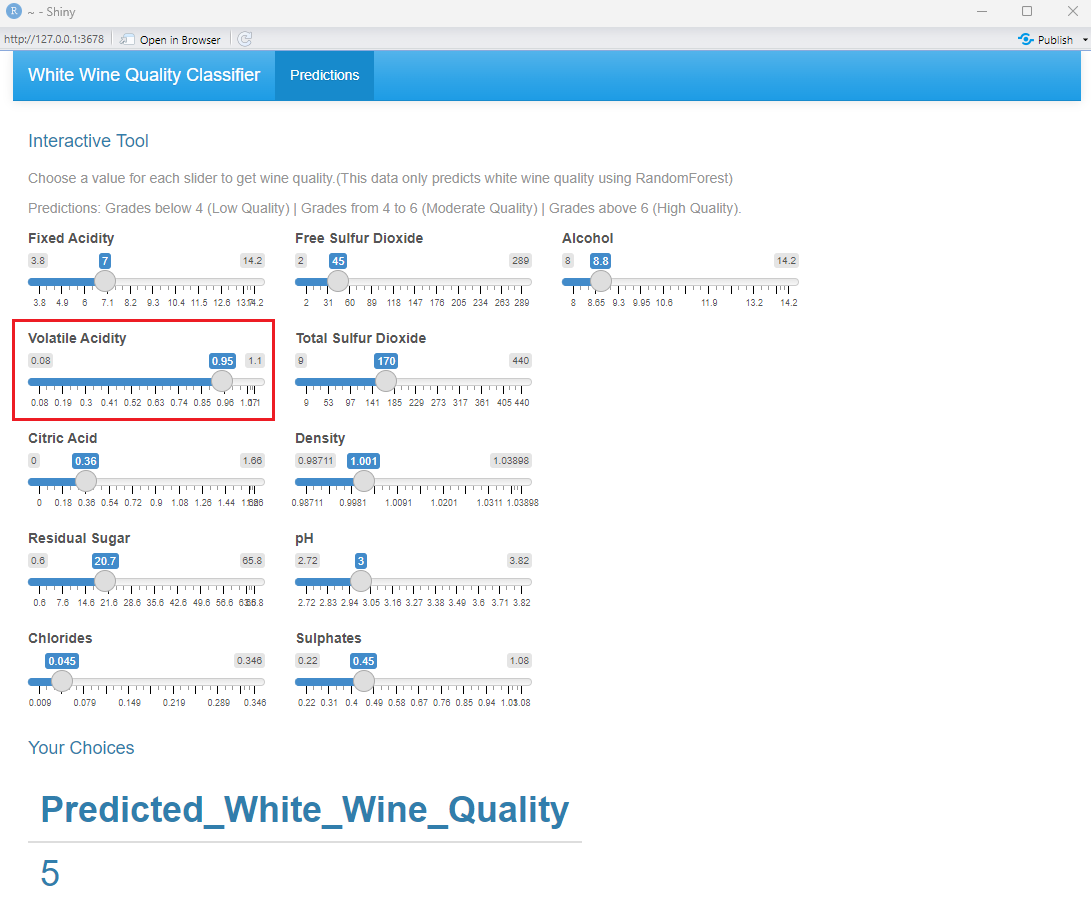 ~ - Shiny
http://127.0.0.1:3678 Open in Browser Publish
White Wine Quality Classifier Predictions
Interactive Tool
Choose a value for each slider to get wine quality.(This data only predicts white wine quality using RandomForest)
Predictions: Grades below 4 (Low Quality) | Grades from 4 to 6 (Moderate Quality) | Grades above 6 (High Quality).
Fixed Acidity
3.8 7 14.2
3.8 4.9 6 7.1 8.2 9.3 10.4 11.5 12.6 14.2
Free Sulfur Dioxide
2 45 289
2 31 60 89 118 147 176 205 234 263 289
Alcohol
8 8.8 14.2
8 8.65 9.3 9.95 10.6 11.9 13.2 14.2
Volatile Acidity
0.08 0.95 1.1
0.08 0.19 0.3 0.41 0.52 0.63 0.74 0.85 0.96
Total Sulfur Dioxide
9 170 440
9 53 97 141 185 229 273 317 361 405 440
Citric Acid
0 0.36 1.66
0 0.18 0.36 0.54 0.72 0.9 1.08 1.26 1.44
Density
0.98711 1.001 1.03898
0.98711 0.9981 1.0091 1.0201 1.0311 1.03898
Residual Sugar
0.6 20.7 65.8
0.6 7.6 14.6 21.6 28.6 35.6 42.6 49.6 56.6 65.8
pH
2.72 3 3.82
2.72 2.83 2.94 3.05 3.16 3.27 3.38 3.49 3.6 3.71 3.82
Chlorides
0.045 0.346
0.009 0.079 0.149 0.219 0.289 0.346
Sulphates
0.22 0.45 1.08
0.22 0.31 0.4 0.49 0.58 0.67 0.76 0.85 0.94 1.08
Your Choices
Predicted_White_Wine_Quality
5